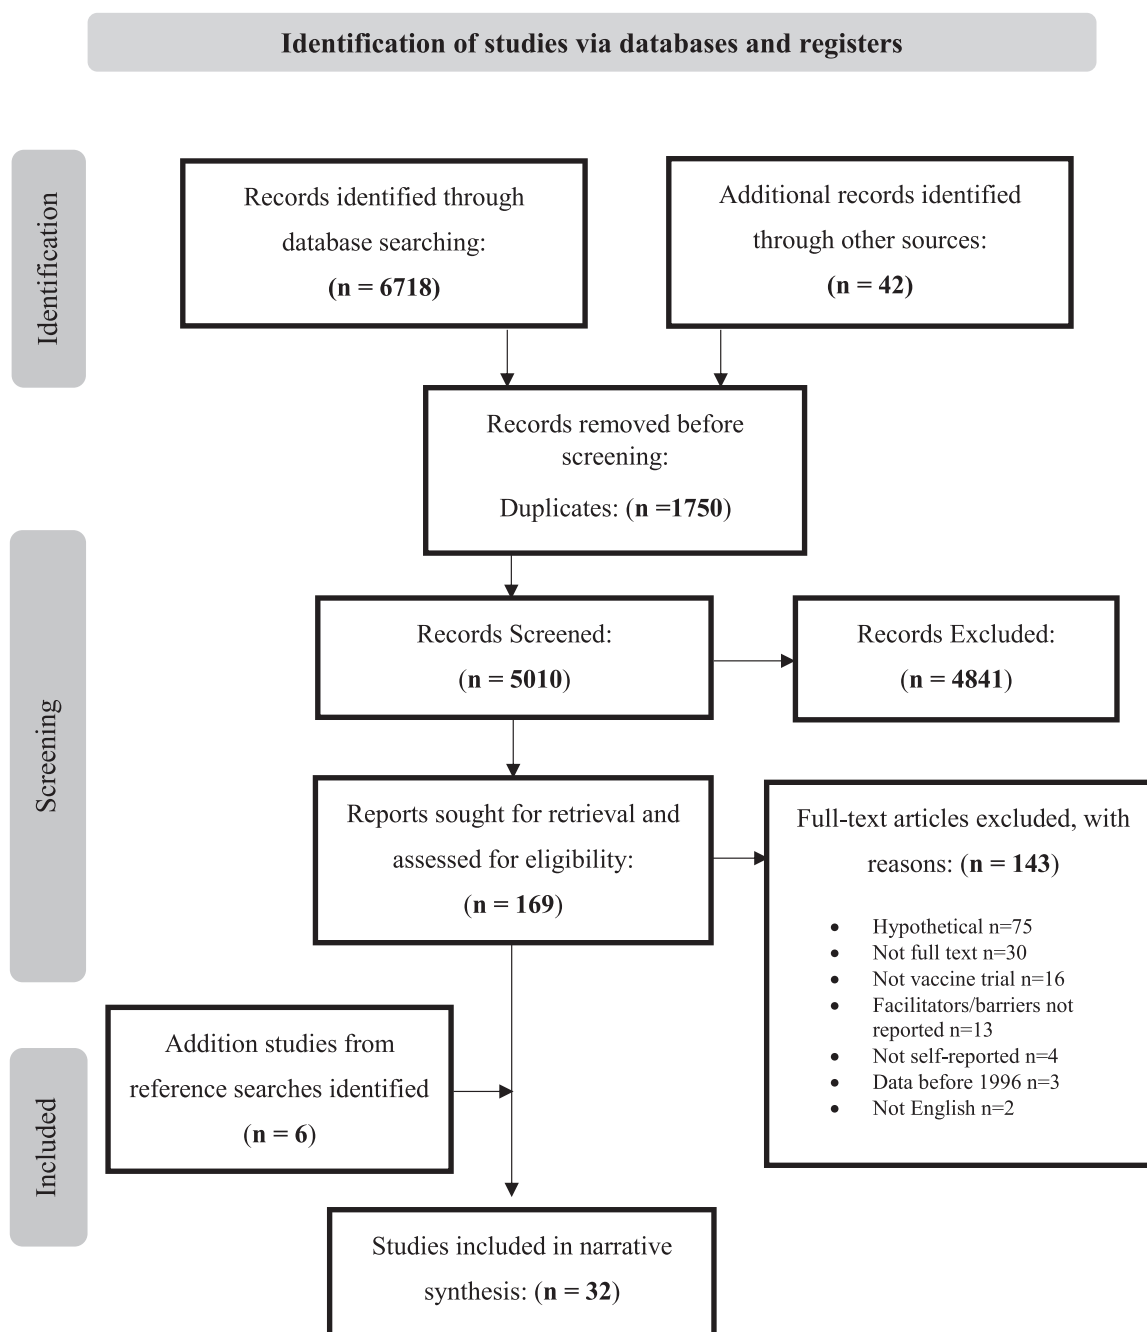 Identification of studies via databases and registers
Identification
Records identified through
database searching:
(n = 6718)
Additional records identified
through other sources:
(n = 42)
Records removed before
screening:
Duplicates: (n =1750)
Screening
Records Screened:
(n = 5010)
Records Excluded:
(n = 4841)
Reports sought for retrieval and
assessed for eligibility:
(n = 169)
Full-text articles excluded, with
reasons: (n = 143)
• Hypothetical n=75
• Not full text n=30
• Not vaccine trial n=16
• Facilitators/barriers not
reported n=13
• Not self-reported n=4
• Data before 1996 n=3
• Not English n=2
Included
Addition studies from
reference searches identified
(n = 6)
Studies included in narrative
synthesis: (n = 32)